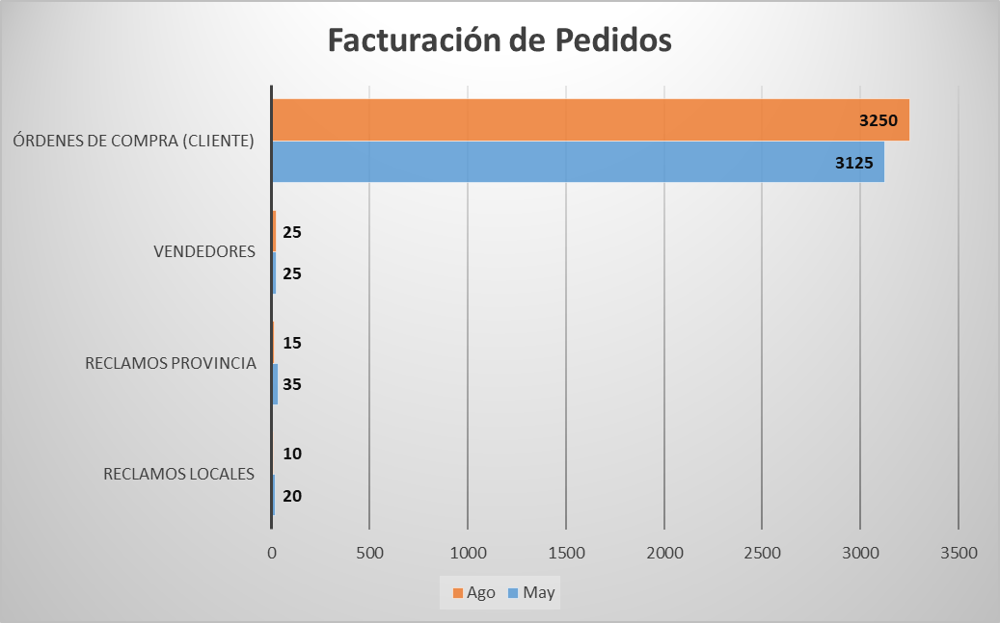 Facturación de Pedidos
ÓRDENES DE COMPRA (CLIENTE)
3250
3125
VENDEDORES
25
25
RECLAMOS PROVINCIA
15
35
RECLAMOS LOCALES
10
20
0 500 1000 1500 2000 2500 3000 3500
Ago May